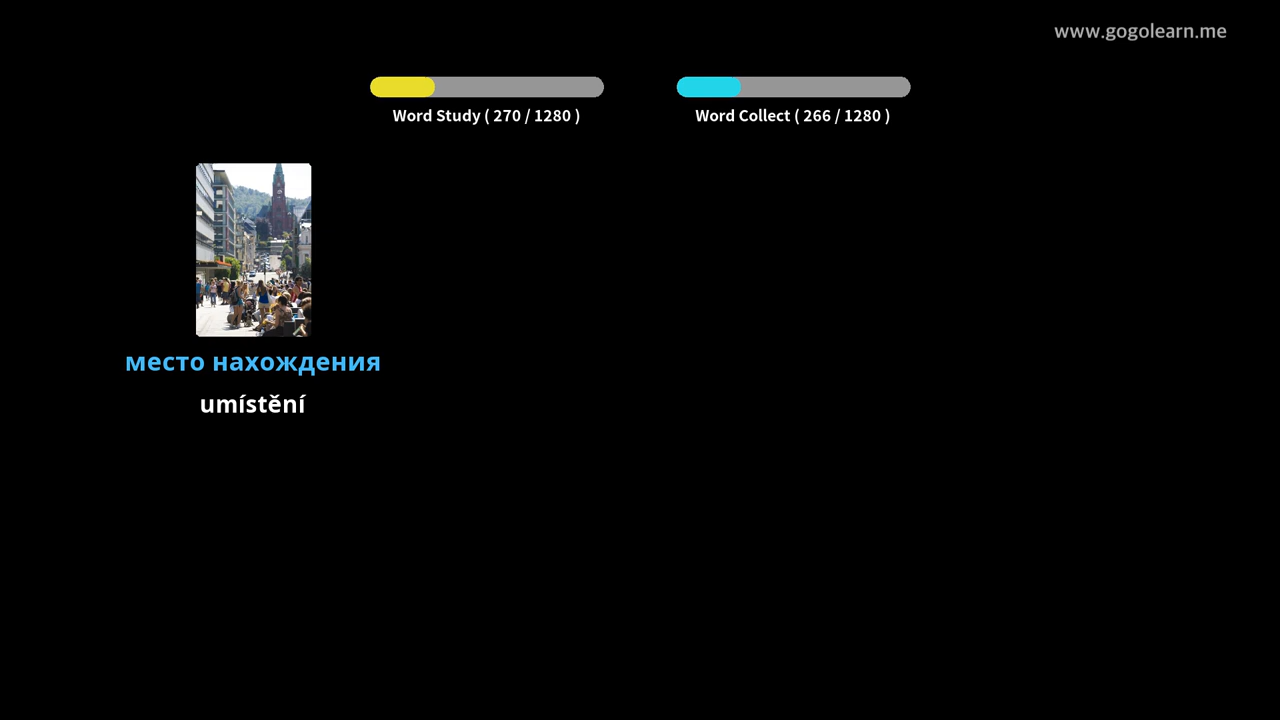 www.gogolearn.me
Word Study ( 270 / 1280 )
Word Collect ( 266 / 1280 )
место нахождения
umístění